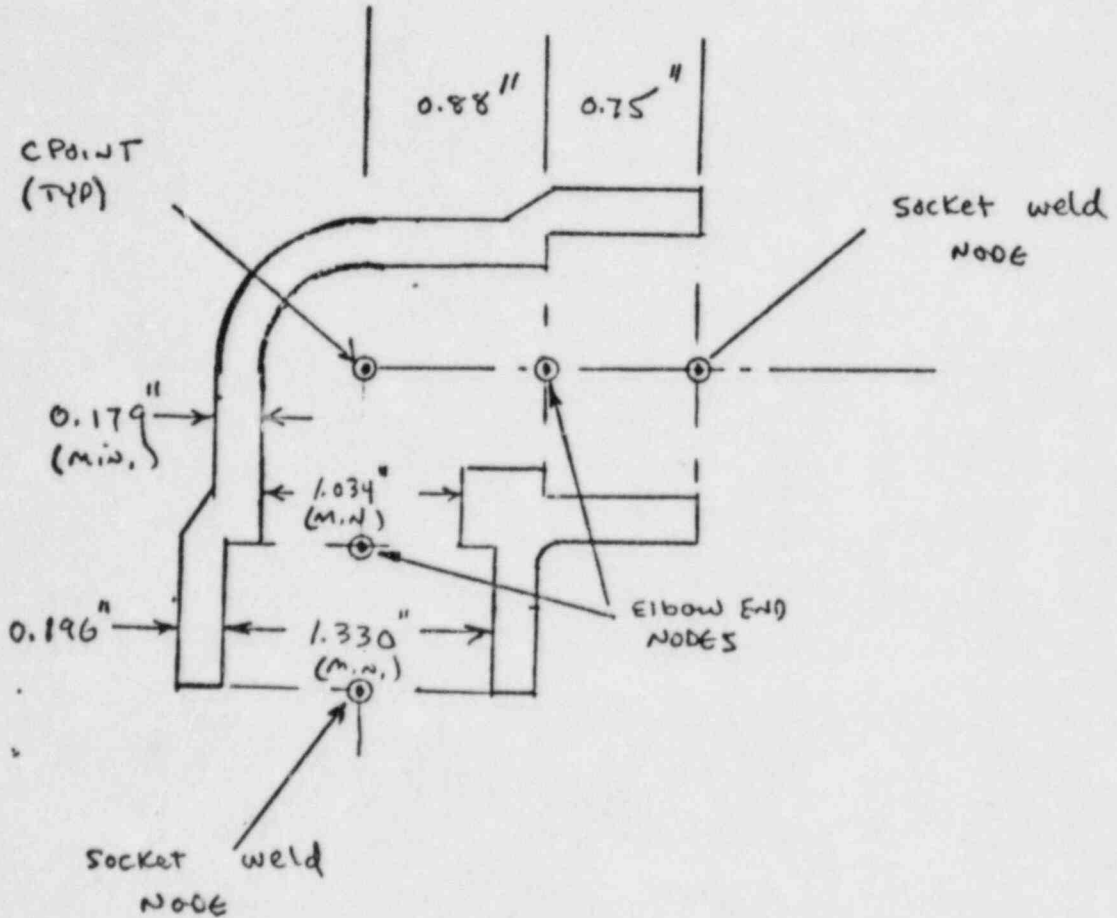 0.88"
0.75"
CPOINT
(TYP)
Socket weld
NODE
0.179"
(MIN.)
1.034"
(MIN)
0.196"
1.330"
(MIN.)
Elbow END
NODES
Socket weld
NODE